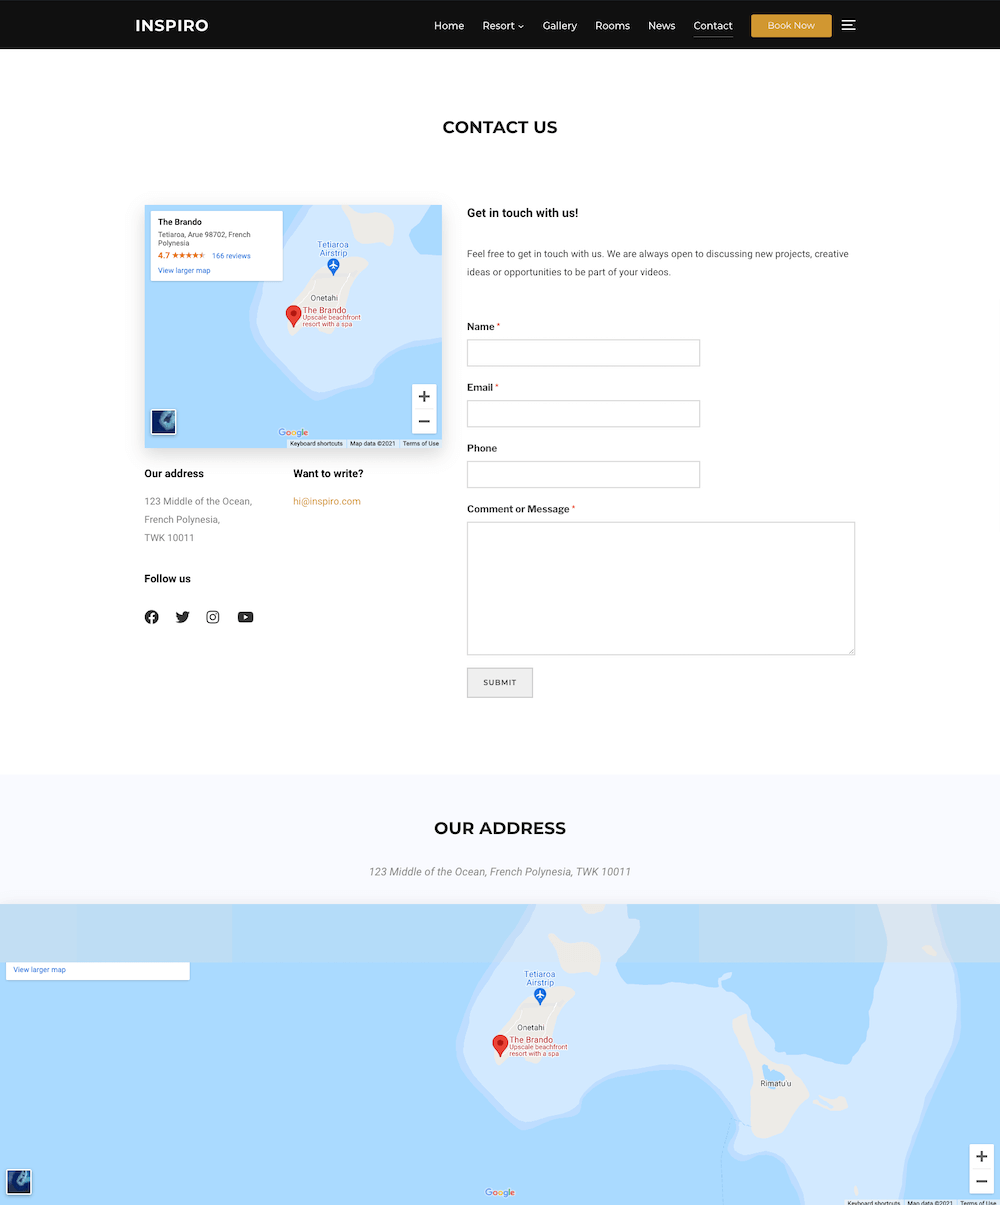 INSPIRO
Home Resort Gallery Rooms News Contact Book Now
CONTACT US
The Brando
Tetiaroa, Arue 98702, French
Polynesia
4.7 166 reviews
View larger map
Tetiaroa
Airstrip
Onetahi
The Brando
Upscale beachfront
resort with a spa
Google
Keyboard shortcuts Map data ©2021 Terms of Use
Our address
123 Middle of the Ocean,
French Polynesia,
TWK 10011
Want to write?
hi@inspiro.com
Follow us
Get in touch with us!
Feel free to get in touch with us. We are always open to discussing new projects, creative
ideas or opportunities to be part of your videos.
Name *
Email *
Phone
Comment or Message *
SUBMIT
OUR ADDRESS
123 Middle of the Ocean, French Polynesia, TWK 10011
View larger map
Tetiaroa
Airstrip
Onetahi
The Brando
Upscale beachfront
resort with a spa
Rimatu'u
Google
Keyboard shortcuts Map data ©2021 Terms of Use